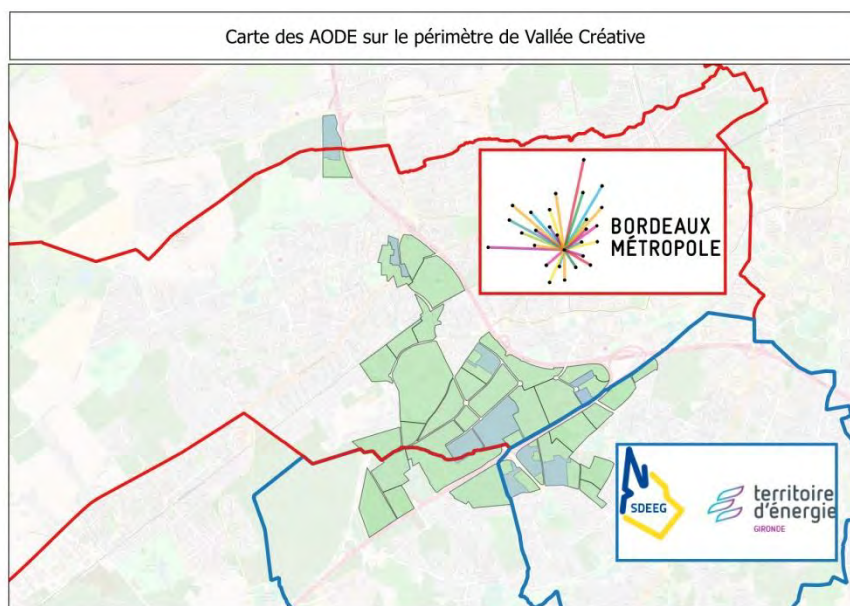 Carte des AODE sur le périmètre de Vallée Créative
BORDEAUX
MÉTROPOLE
SDEEG
territoire
d'énergie
GIRONDE